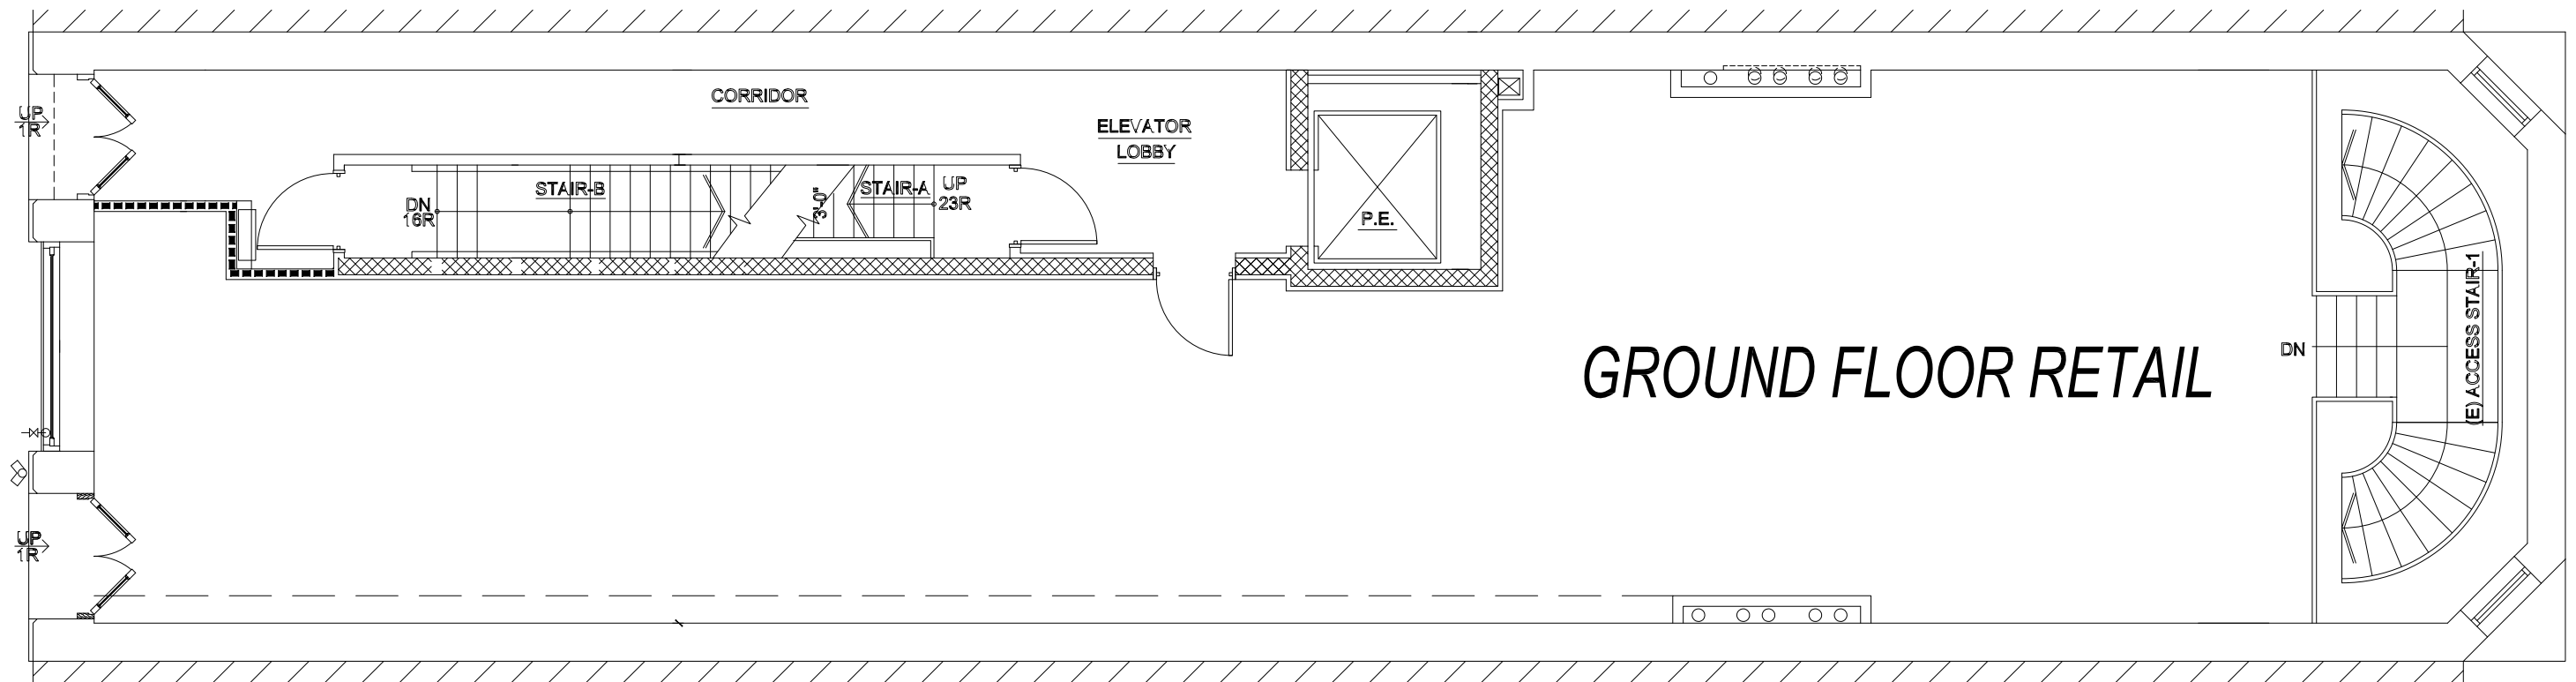 CORRIDOR
UP
1R
ELEVATOR
LOBBY
STAIR-B
DN
16R
3'-0"
STAIR-A
UP
23R
P.E.
(E) ACCESS STAIR-1
DN
GROUND FLOOR RETAIL
UP
1R